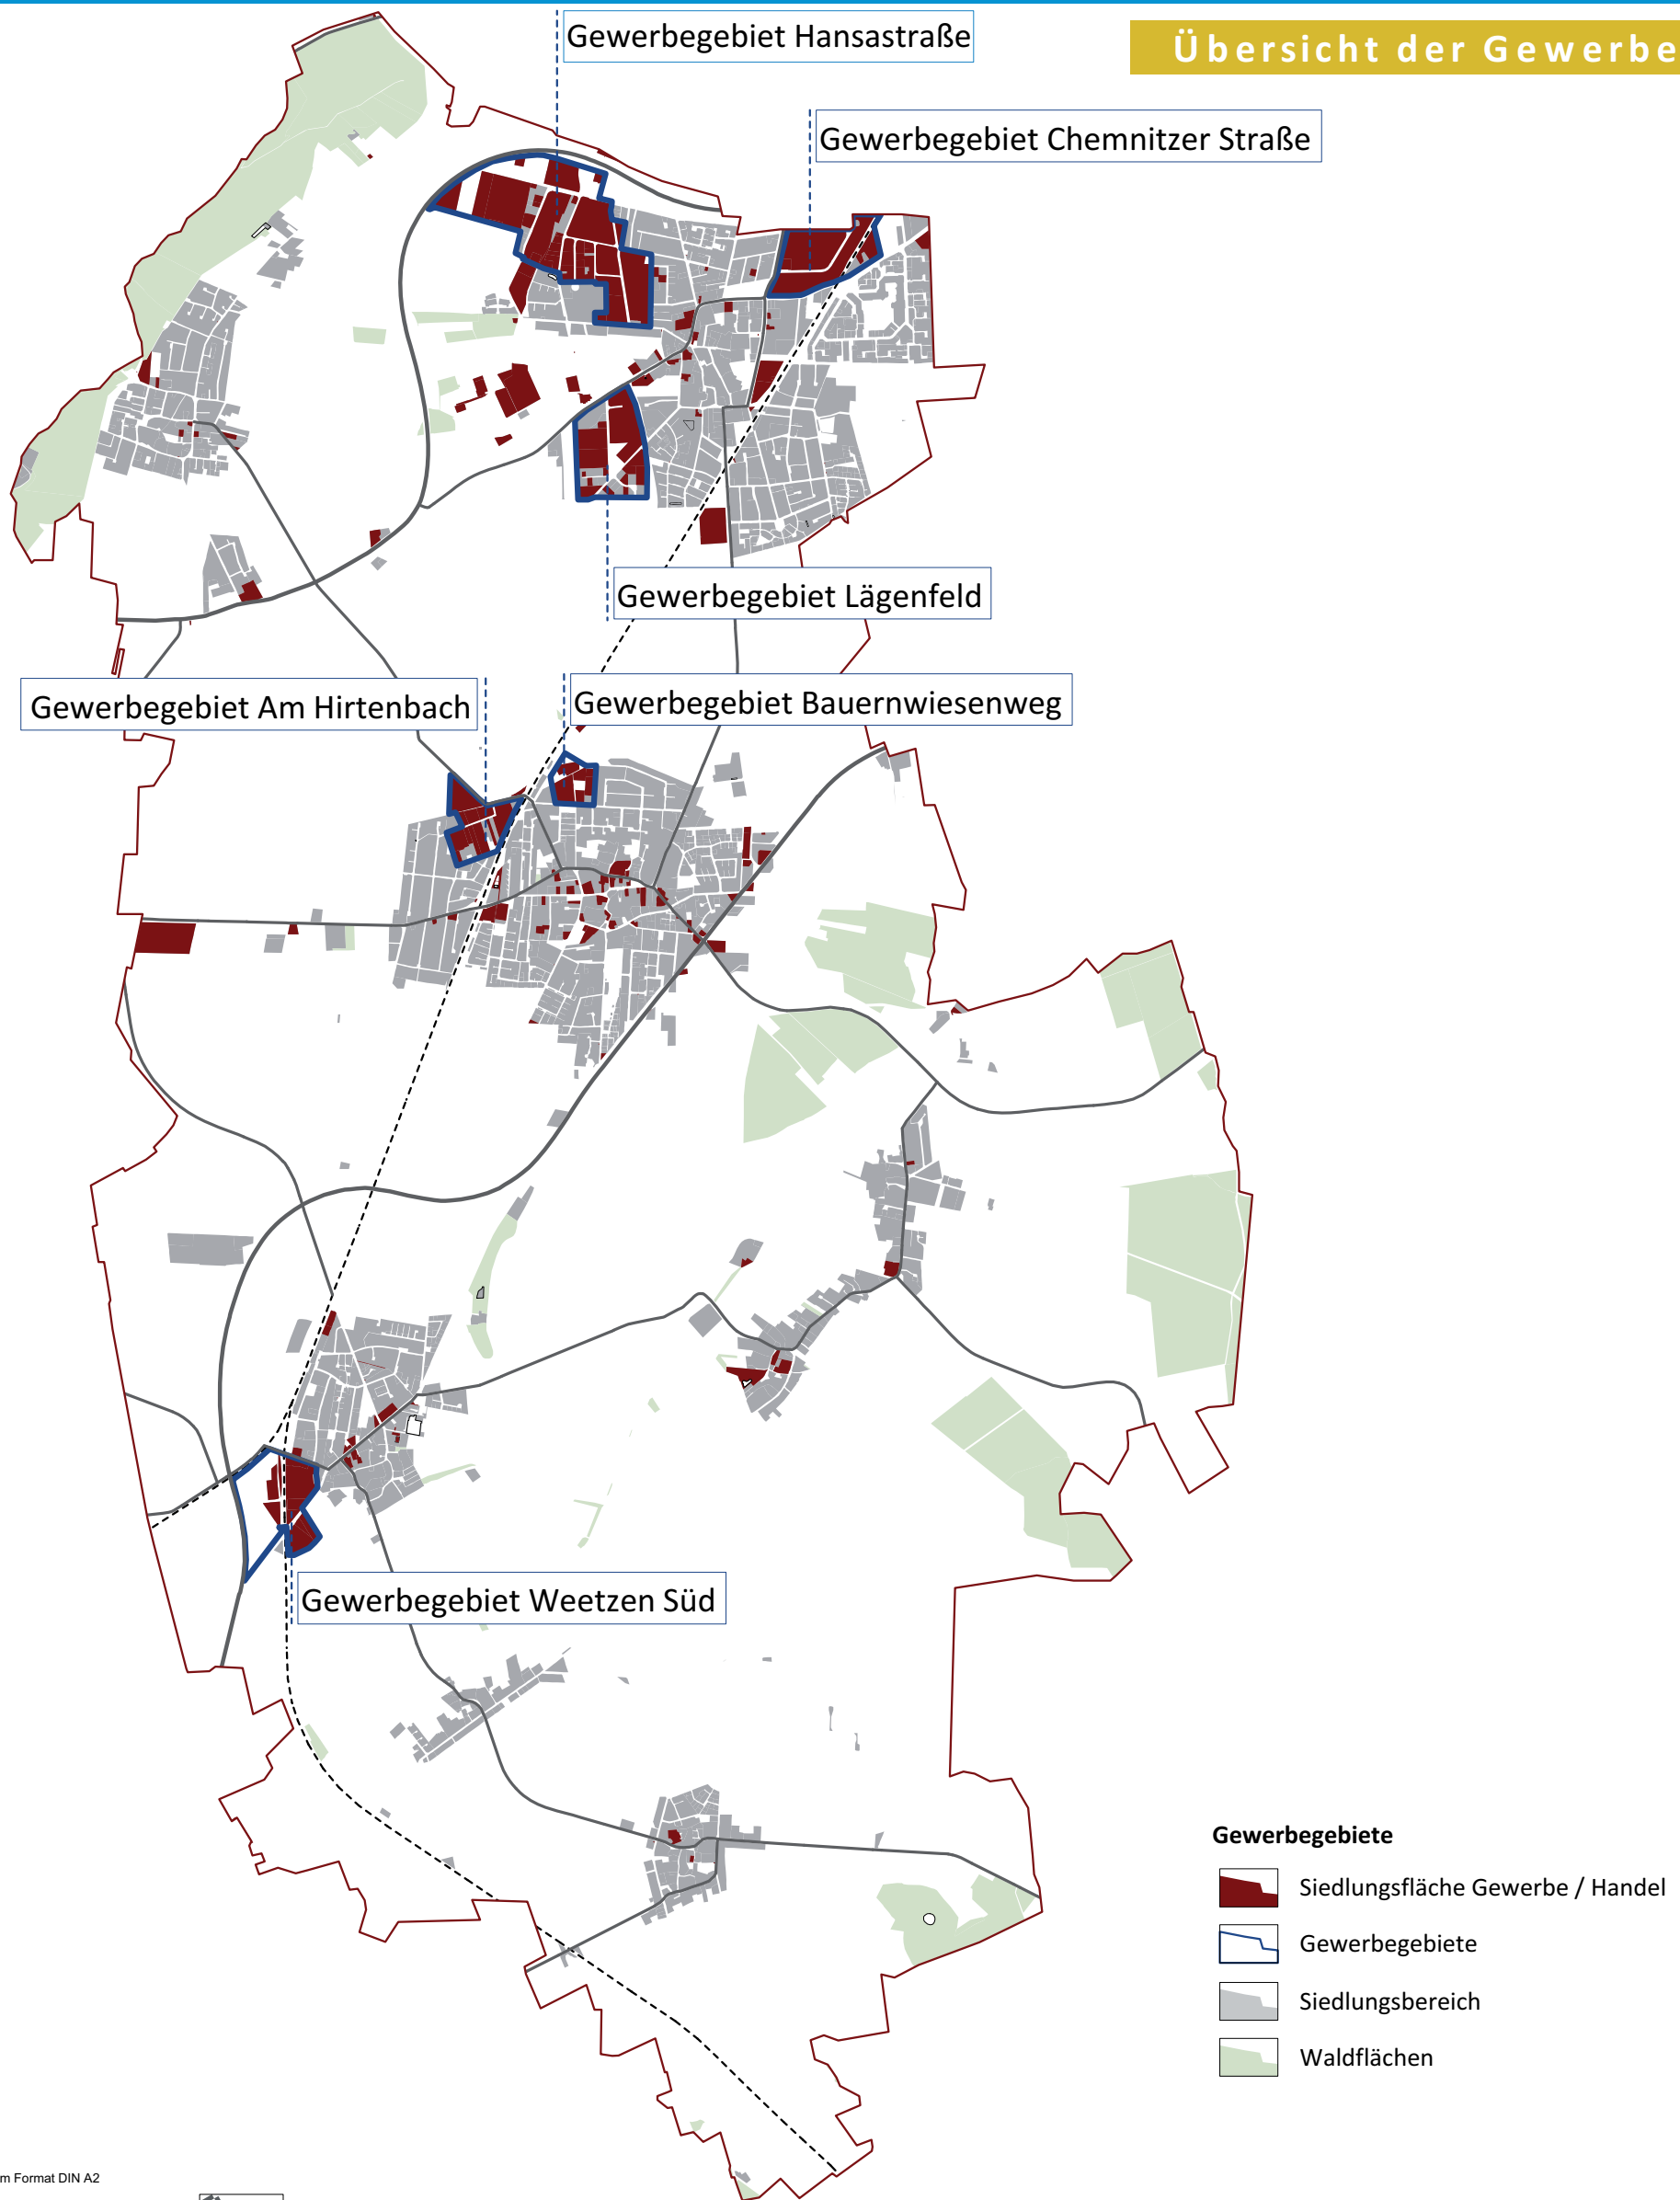 Gewerbegebiet Hansastraße
Übersicht der Gewerbe
Gewerbegebiet Chemnitzer Straße
Gewerbegebiet Lägenfeld
Gewerbegebiet Am Hirtenbach
Gewerbegebiet Bauernwiesenweg
Gewerbegebiet Weetzen Süd
Gewerbegebiete
Siedlungsfläche Gewerbe / Handel
Gewerbegebiete
Siedlungsbereich
Waldflächen
m Format DIN A2